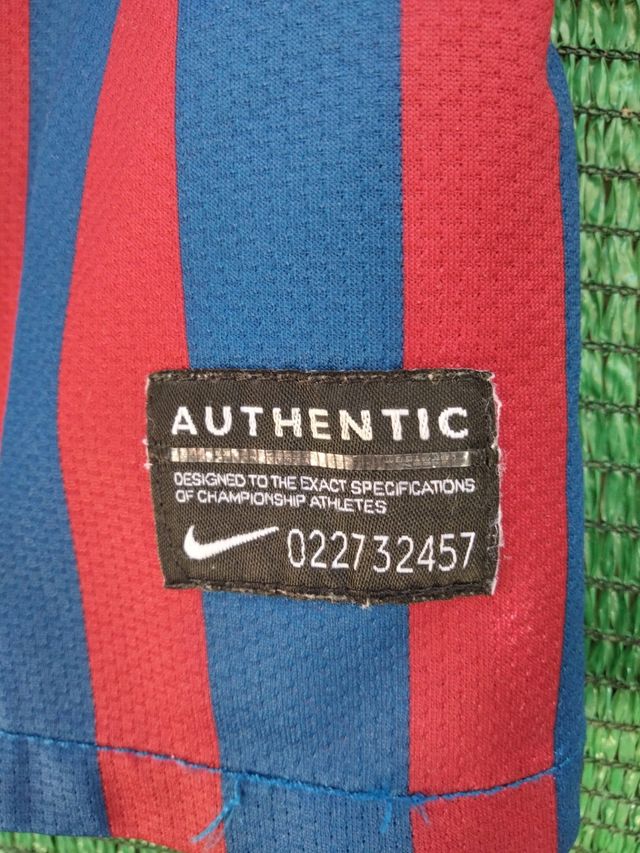 AUTHENTIC
DESIGNED TO THE EXACT SPECIFICATIONS
OF CHAMPIONSHIP ATHLETES
022732457